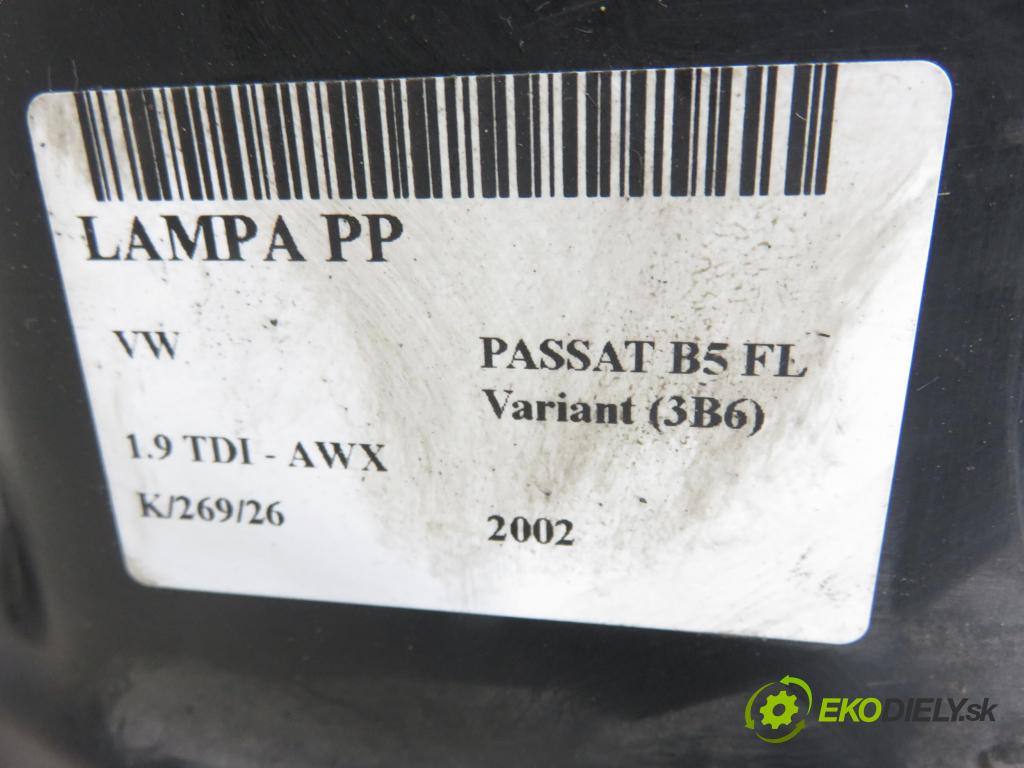 LAMPA PP
VW
PASSAT B5 FL
Variant (3B6)
1.9 TDI - AWX
K/269/26
2002
EKODIELY.sk